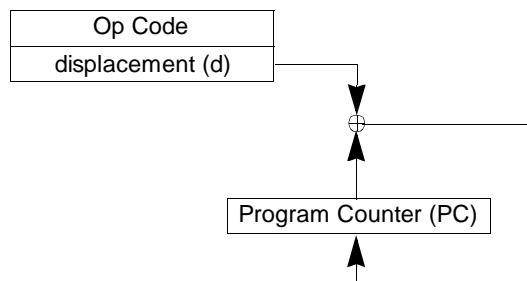 Op Code
displacement (d)
Program Counter (PC)